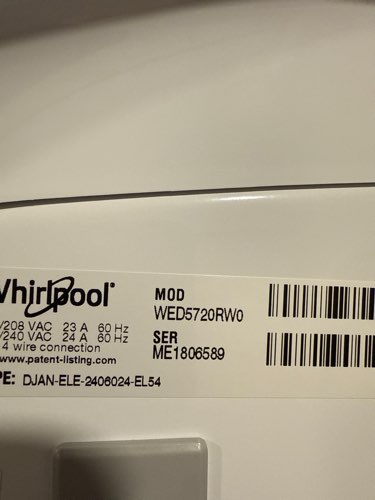 Whirlpool®
MOD
WED5720RW0
/208 VAC 23 A 60 Hz
/240 VAC 24 A 60 Hz
4 wire connection
www.patent-listing.com
SER
ME1806589
PE: DJAN-ELE-2406024-EL54